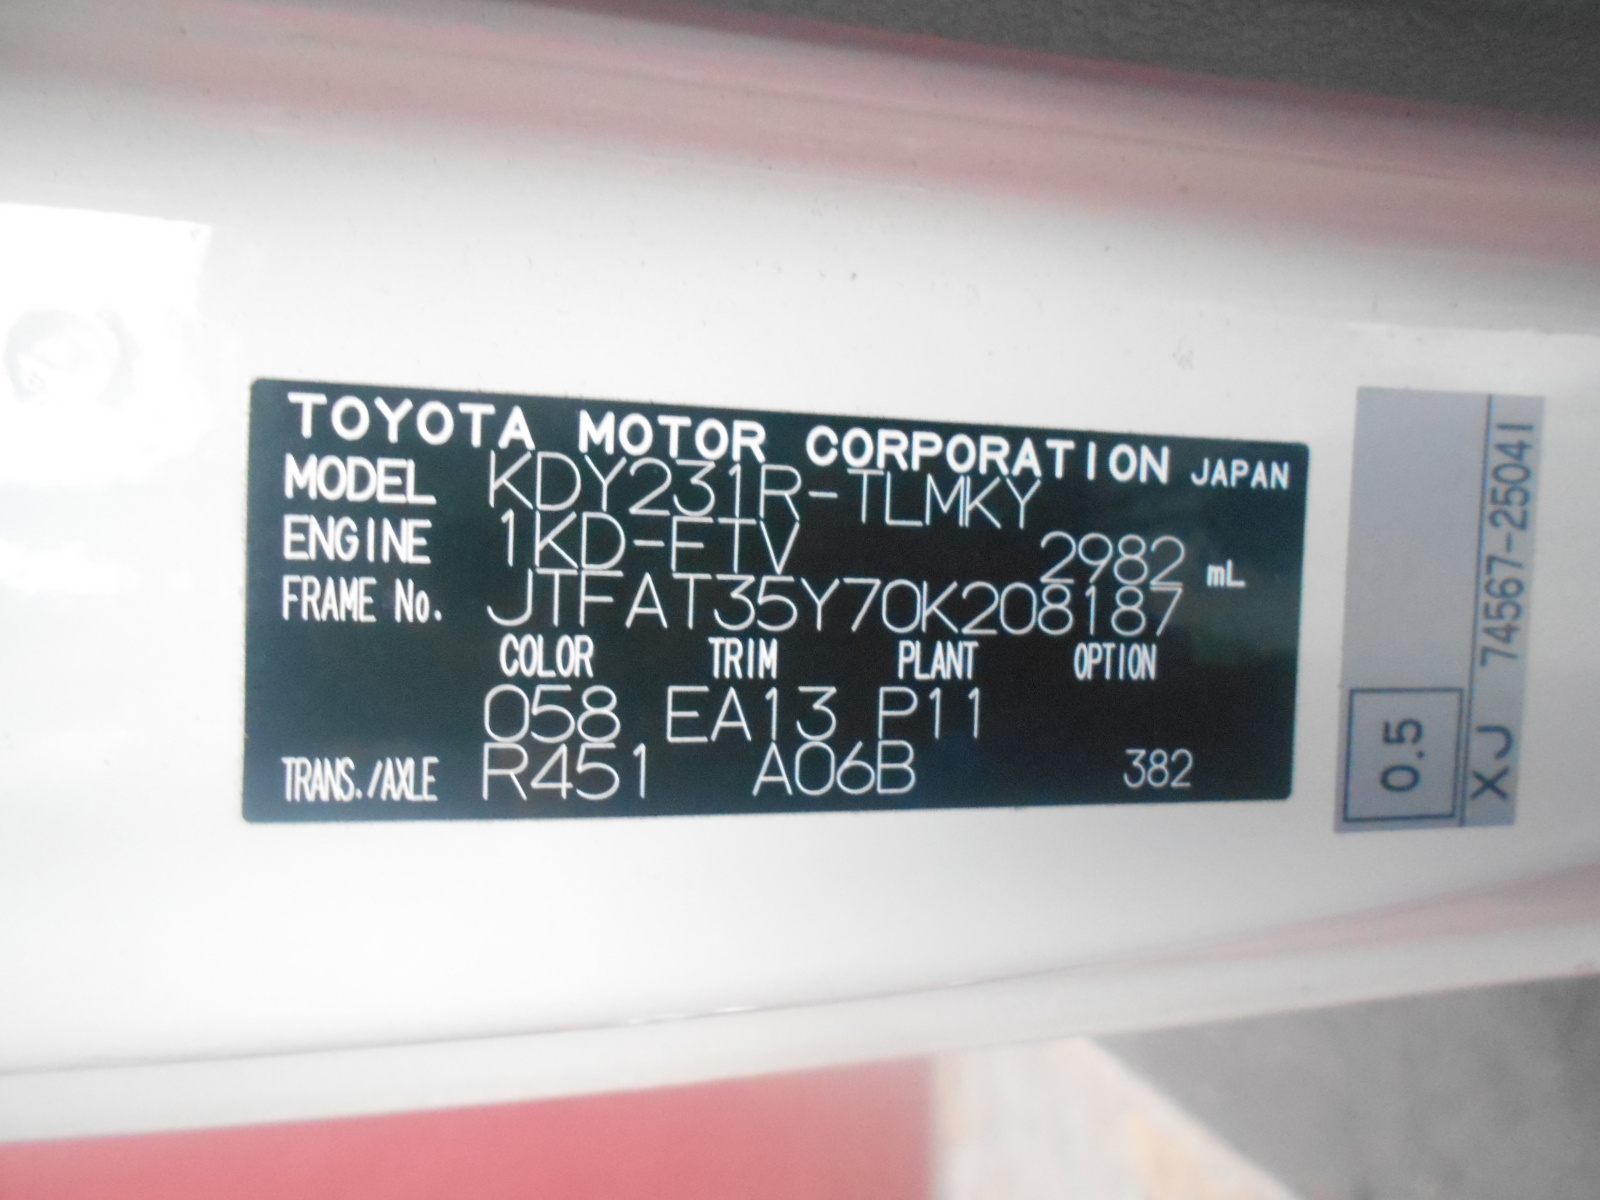 TOYOTA MOTOR CORPORATION JAPAN
MODEL KDY231R-TLMKY
ENGINE 1KD-FTV 2982 mL
FRAME No. JTFAT35Y70K208187
COLOR TRIM PLANT OPTION
058 EA13 P11
TRANS./AXLE R451 A06B 382
0.5
XJ 74567-25041